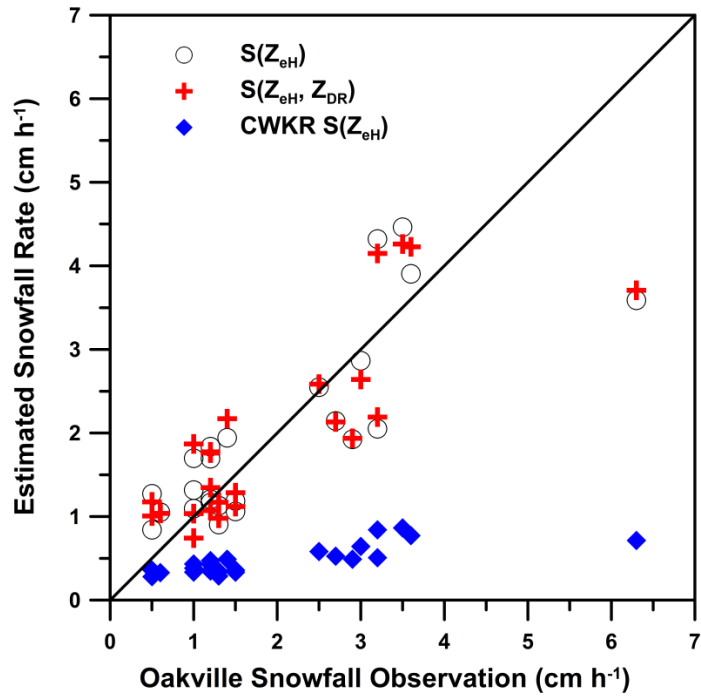 S(ZeH)
S(ZeH, ZDR)
CWKR S(ZeH)
Estimated Snowfall Rate (cm h-1)
7
6
5
4
3
2
1
0
0 1 2 3 4 5 6 7
Oakville Snowfall Observation (cm h-1)